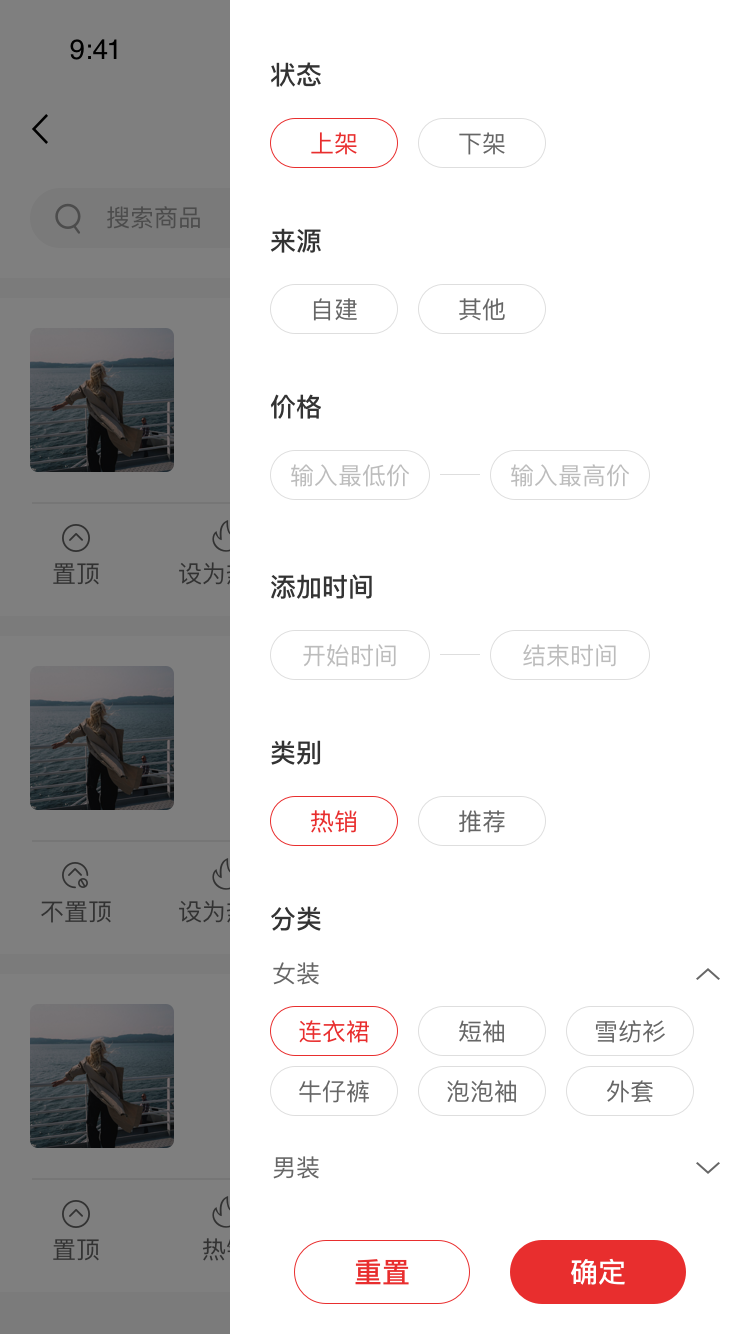 9:41
搜索商品
置顶
设为
不置顶
设为
置顶
热
状态
上架
下架
来源
自建
其他
价格
输入最低价
输入最高价
添加时间
开始时间
结束时间
类别
热销
推荐
分类
女装
连衣裙
短袖
雪纺衫
牛仔裤
泡泡袖
外套
男装
重置
确定